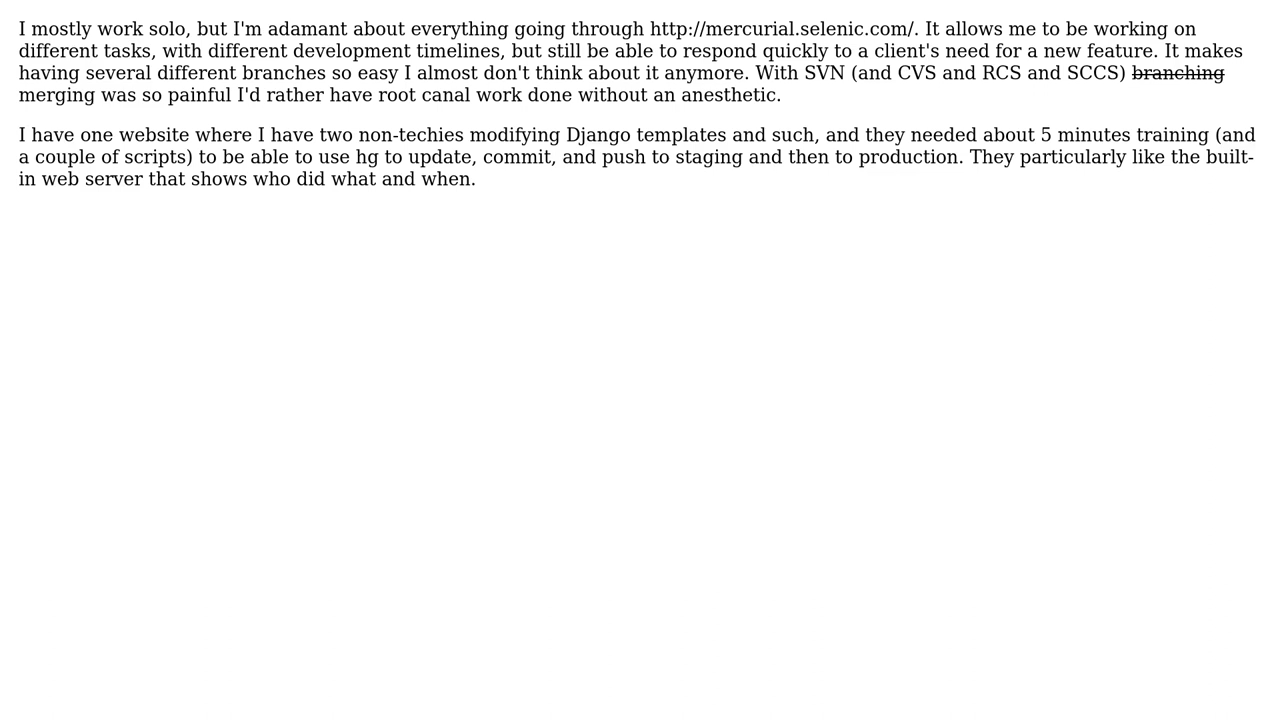 I mostly work solo, but I'm adamant about everything going through http://mercurial.selenic.com/. It allows me to be working on
different tasks, with different development timelines, but still be able to respond quickly to a client's need for a new feature. It makes
having several different branches so easy I almost don't think about it anymore. With SVN (and CVS and RCS and SCCS) branching
merging was so painful I'd rather have root canal work done without an anesthetic.
I have one website where I have two non-techies modifying Django templates and such, and they needed about 5 minutes training (and
a couple of scripts) to be able to use hg to update, commit, and push to staging and then to production. They particularly like the built-
in web server that shows who did what and when.